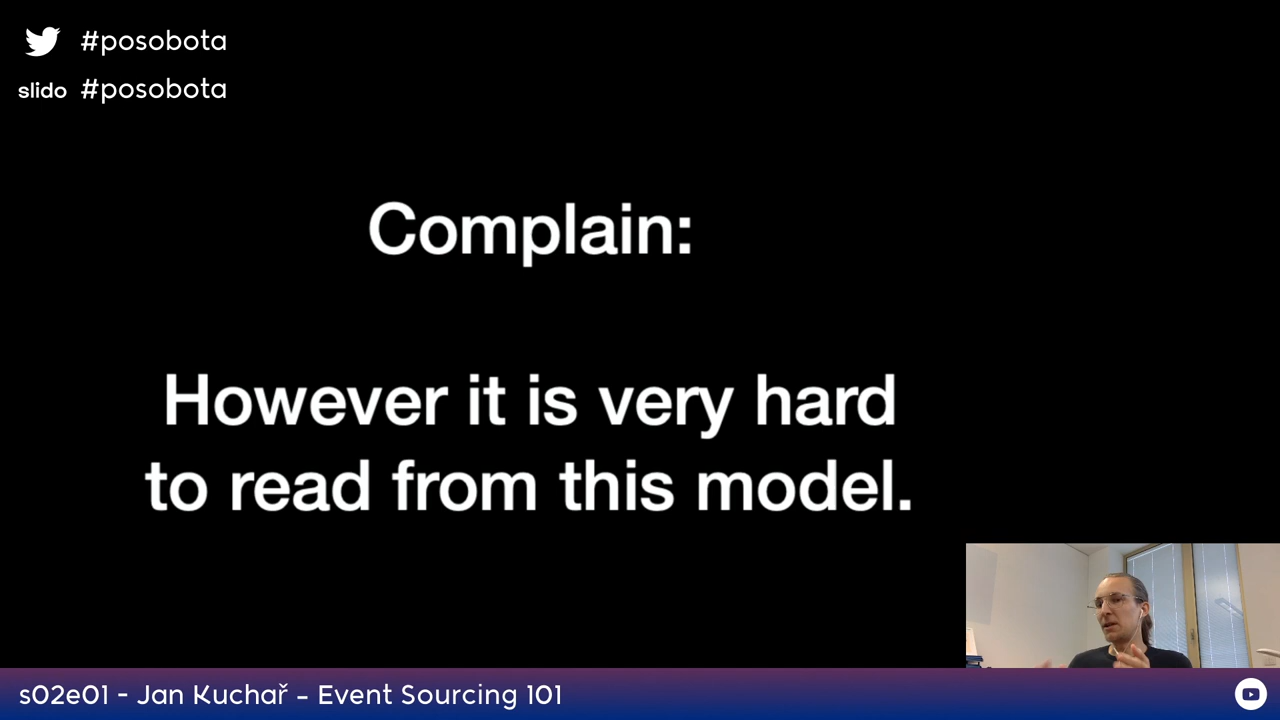 #posobota
slido #posobota
Complain:
However it is very hard
to read from this model.
s02e01 - Jan Kuchař - Event Sourcing 101